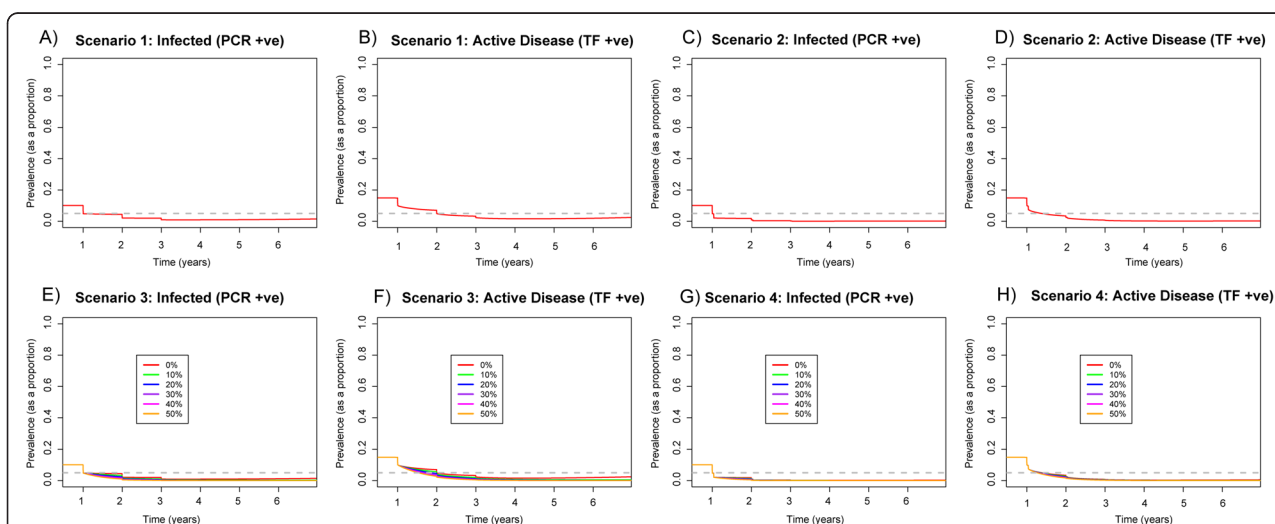 A) Scenario 1: Infected (PCR +ve)
Prevalence (as a proportion)
0.0 0.2 0.4 0.6 0.8 1.0
1 2 3 4 5 6
Time (years)
B) Scenario 1: Active Disease (TF +ve)
Prevalence (as a proportion)
0.0 0.2 0.4 0.6 0.8 1.0
1 2 3 4 5 6
Time (years)
C) Scenario 2: Infected (PCR +ve)
Prevalence (as a proportion)
0.0 0.2 0.4 0.6 0.8 1.0
1 2 3 4 5 6
Time (years)
D) Scenario 2: Active Disease (TF +ve)
Prevalence (as a proportion)
0.0 0.2 0.4 0.6 0.8 1.0
1 2 3 4 5 6
Time (years)
E) Scenario 3: Infected (PCR +ve)
Prevalence (as a proportion)
0.0 0.2 0.4 0.6 0.8 1.0
0%
10%
20%
30%
40%
50%
1 2 3 4 5 6
Time (years)
F) Scenario 3: Active Disease (TF +ve)
Prevalence (as a proportion)
0.0 0.2 0.4 0.6 0.8 1.0
0%
10%
20%
30%
40%
50%
1 2 3 4 5 6
Time (years)
G) Scenario 4: Infected (PCR +ve)
Prevalence (as a proportion)
0.0 0.2 0.4 0.6 0.8 1.0
0%
10%
20%
30%
40%
50%
1 2 3 4 5 6
Time (years)
H) Scenario 4: Active Disease (TF +ve)
Prevalence (as a proportion)
0.0 0.2 0.4 0.6 0.8 1.0
0%
10%
20%
30%
40%
50%
1 2 3 4 5 6
Time (years)